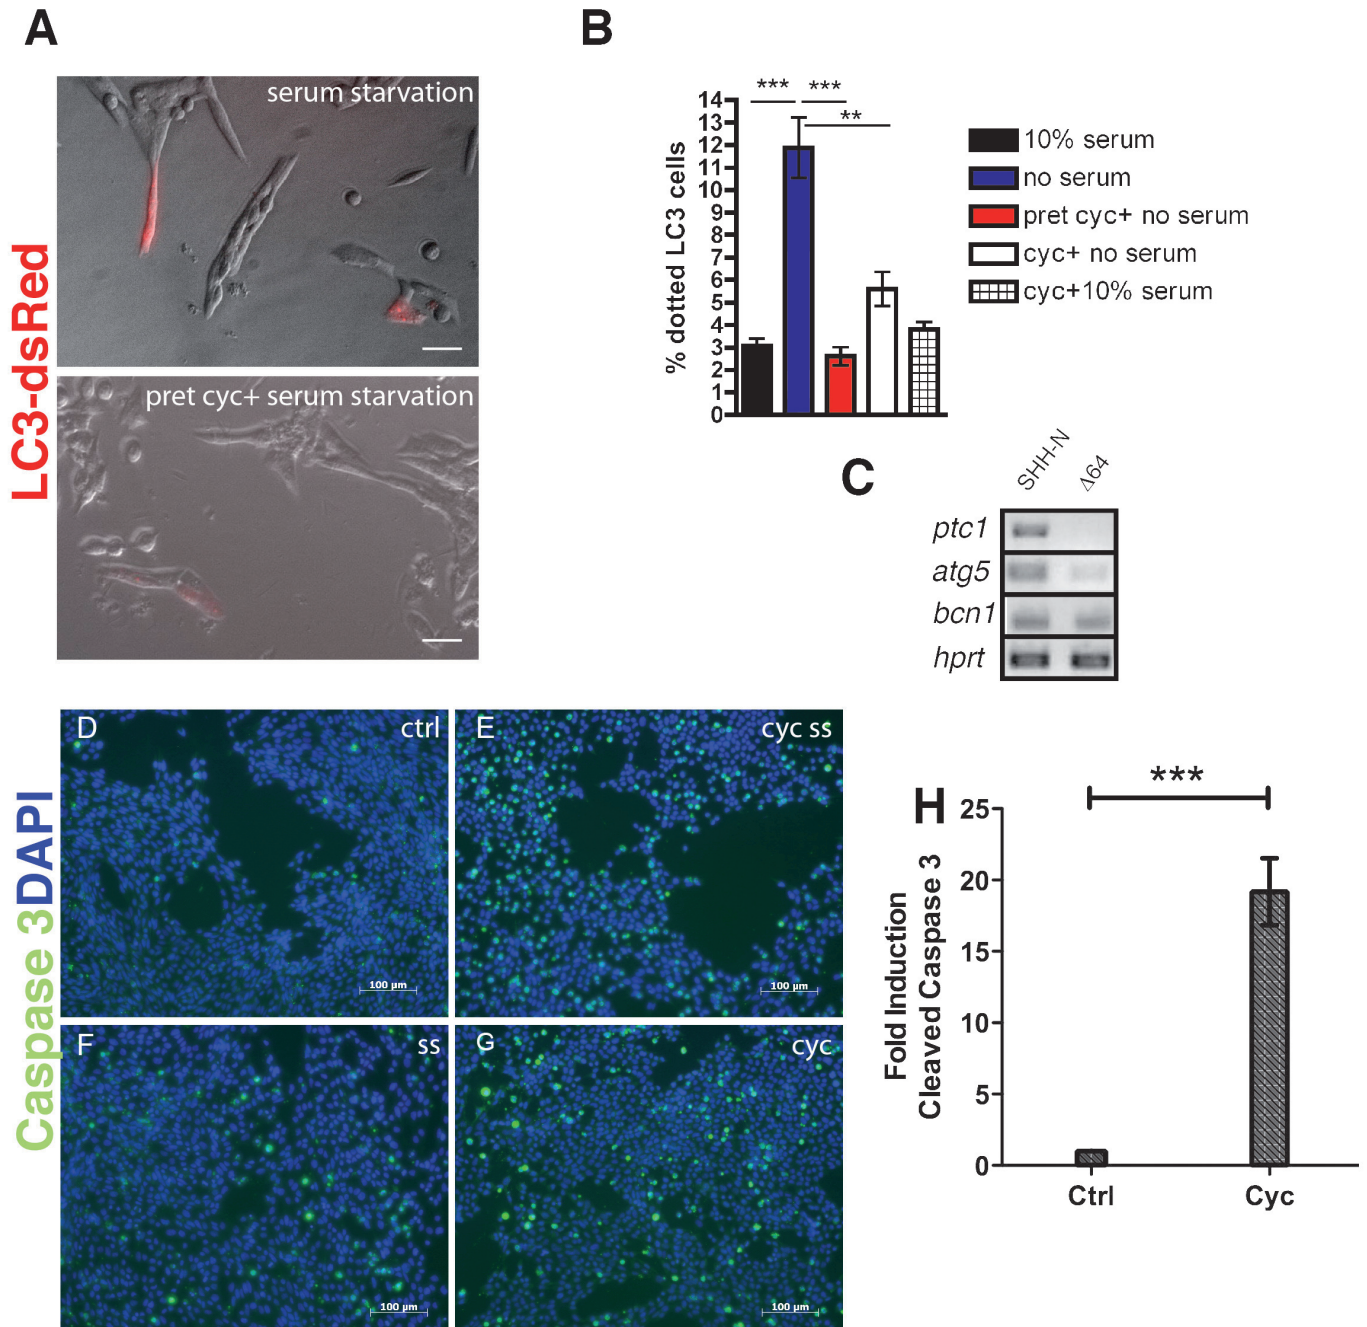 A
serum starvation
pret cyc+ serum starvation
LC3-dsRed
B
*** ***
**
14
13
12
11
10
9
8
7
6
5
4
3
2
1
0
% dotted LC3 cells
10% serum
no serum
pret cyc+ no serum
cyc+ no serum
cyc+10% serum
C
SHH-N Δ64
ptc1
atg5
bcn1
hprt
Caspase 3DAPI
D ctrl
100 µm
E cyc ss
100 µm
F ss
100 µm
G cyc
100 µm
H
***
25
20
15
10
5
0
Fold Induction
Cleaved Caspase 3
Ctrl Cyc